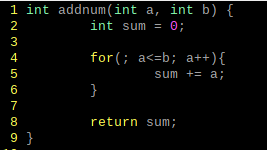 1 int addnum(int a, int b) {
2         int sum = 0;
3
4         for(; a<=b; a++){
5                 sum += a;
6         }
7
8         return sum;
9 }